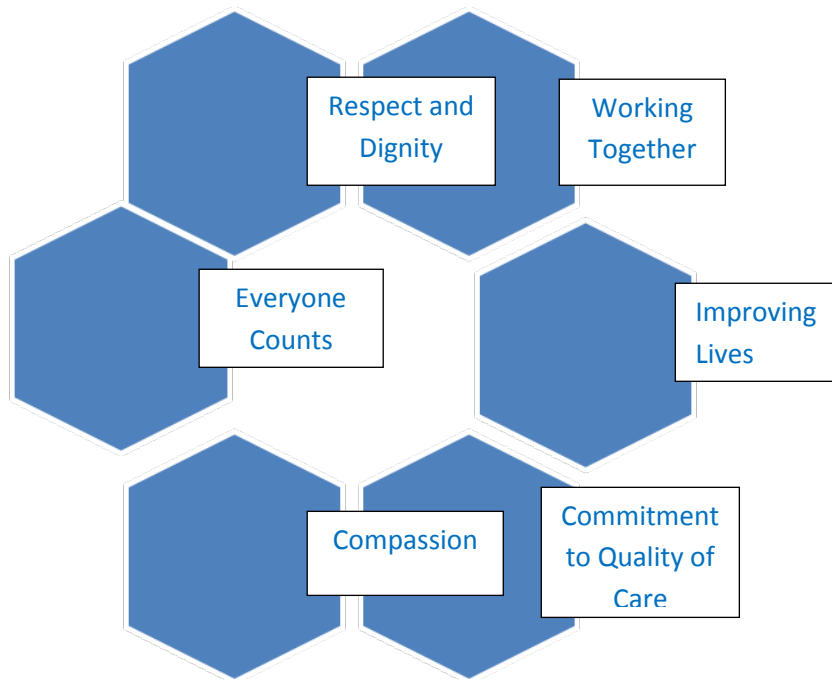 Respect and
Dignity
Working
Together
Everyone
Counts
Improving
Lives
Compassion
Commitment
to Quality of
Care